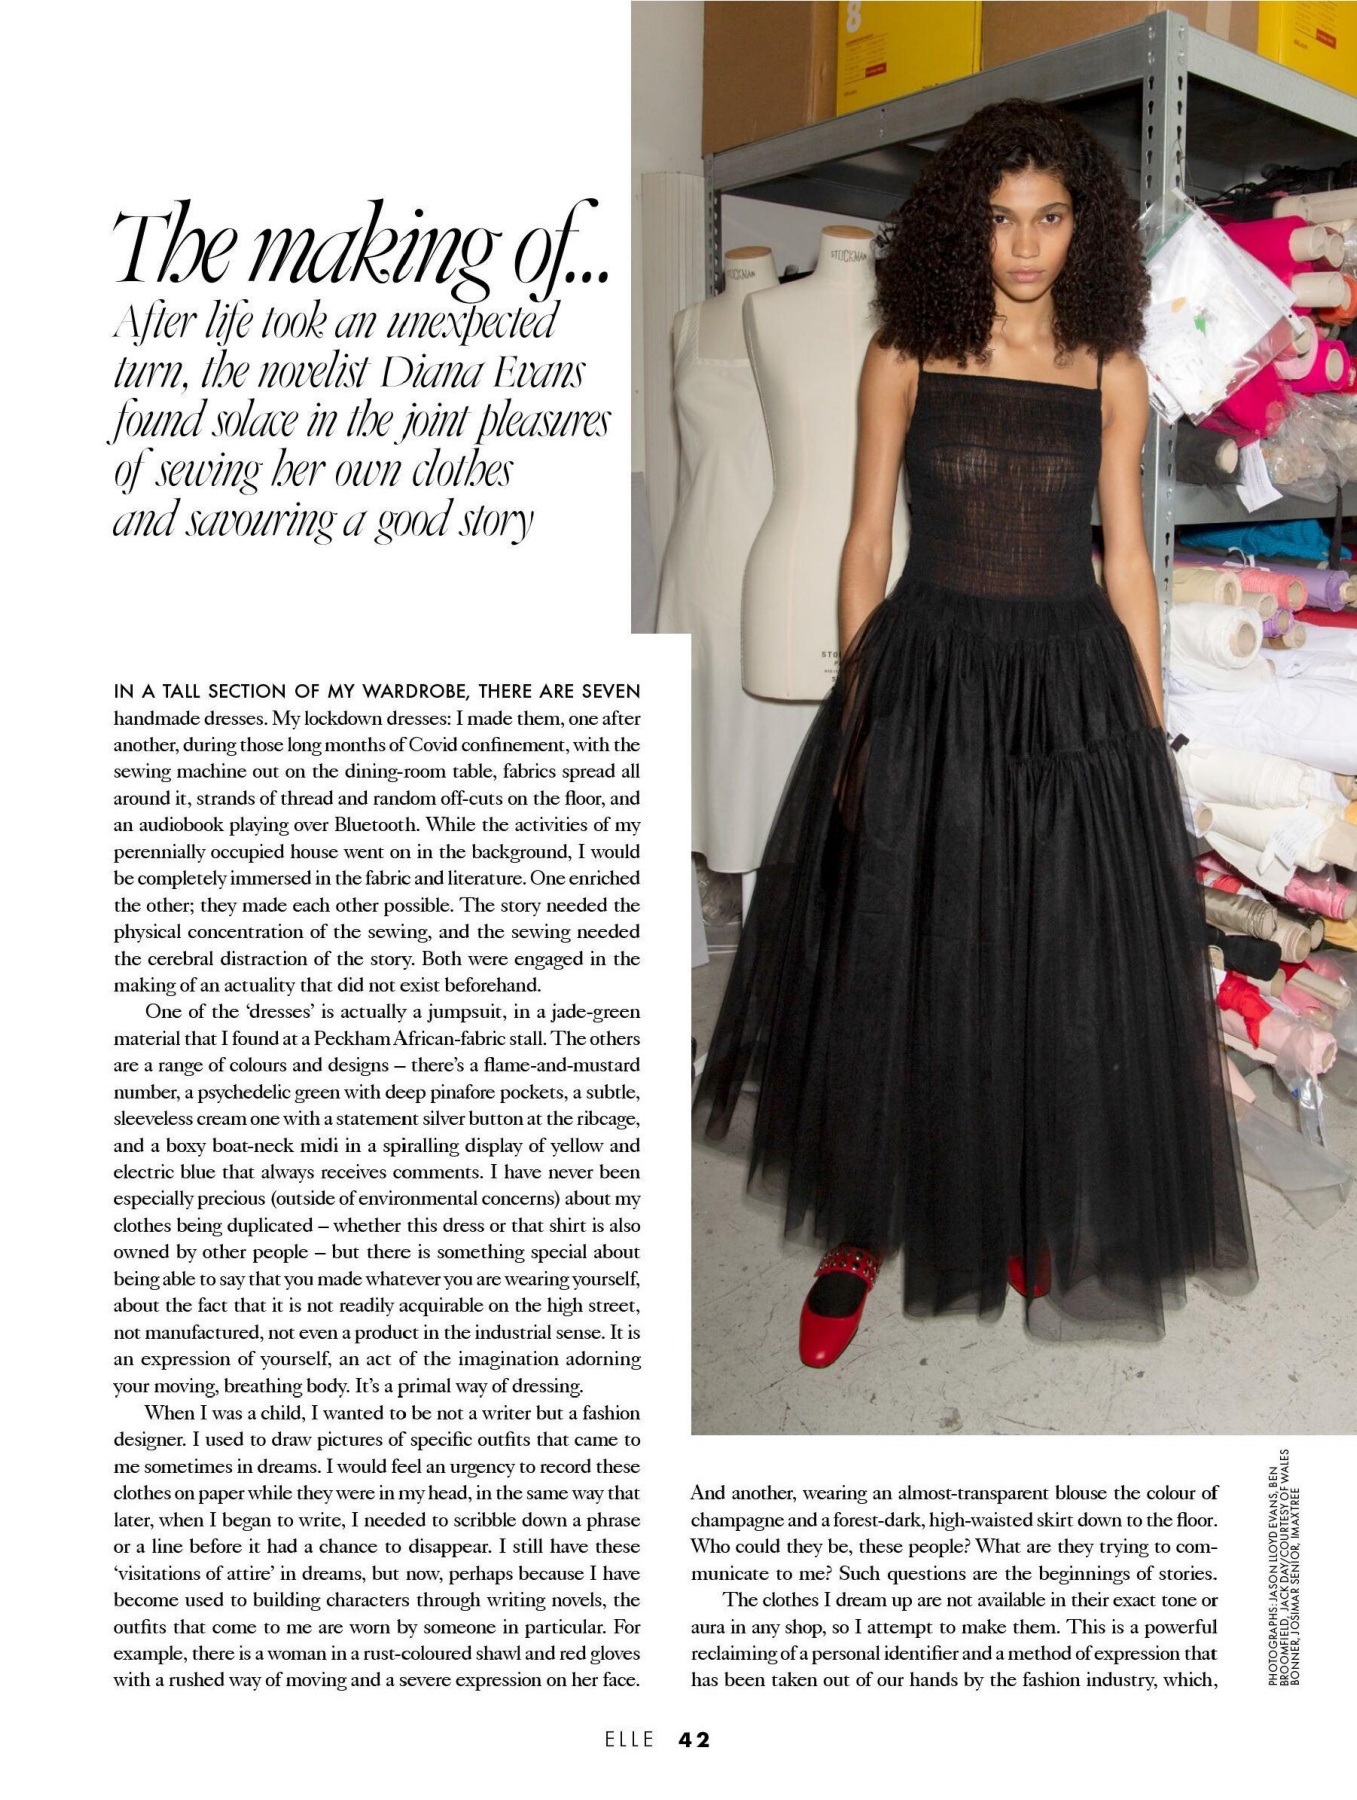 The making of...
After life took an unexpected
turn, the novelist Diana Evans
found solace in the joint pleasures
of sewing her own clothes
and savouring a good story
IN A TALL SECTION OF MY WARDROBE, THERE ARE SEVEN
handmade dresses. My lockdown dresses: I made them, one after
another, during those long months of Covid confinement, with the
sewing machine out on the dining-room table, fabrics spread all
around it, strands of thread and random off-cuts on the floor, and
an audiobook playing over Bluetooth. While the activities of my
perennially occupied house went on in the background, I would
be completely immersed in the fabric and literature. One enriched
the other; they made each other possible. The story needed the
physical concentration of the sewing, and the sewing needed
the cerebral distraction of the story. Both were engaged in the
making of an actuality that did not exist beforehand.
One of the ‘dresses’ is actually a jumpsuit, in a jade-green
material that I found at a Peckham African-fabric stall. The others
are a range of colours and designs – there’s a flame-and-mustard
number, a psychedelic green with deep pinafore pockets, a subtle,
sleeveless cream one with a statement silver button at the ribcage,
and a boxy boat-neck midi in a spiralling display of yellow and
electric blue that always receives comments. I have never been
especially precious (outside of environmental concerns) about my
clothes being duplicated – whether this dress or that shirt is also
owned by other people – but there is something special about
being able to say that you made whatever you are wearing yourself,
about the fact that it is not readily acquirable on the high street,
not manufactured, not even a product in the industrial sense. It is
an expression of yourself, an act of the imagination adorning
your moving, breathing body. It’s a primal way of dressing.
When I was a child, I wanted to be not a writer but a fashion
designer. I used to draw pictures of specific outfits that came to
me sometimes in dreams. I would feel an urgency to record these
clothes on paper while they were in my head, in the same way that
later, when I began to write, I needed to scribble down a phrase
or a line before it had a chance to disappear. I still have these
‘visitations of attire’ in dreams, but now, perhaps because I have
become used to building characters through writing novels, the
outfits that come to me are worn by someone in particular. For
example, there is a woman in a rust-coloured shawl and red gloves
with a rushed way of moving and a severe expression on her face.
8
STOCKMAN
STOCKMAN
And another, wearing an almost-transparent blouse the colour of
champagne and a forest-dark, high-waisted skirt down to the floor.
Who could they be, these people? What are they trying to com-
municate to me? Such questions are the beginnings of stories.
The clothes I dream up are not available in their exact tone or
aura in any shop, so I attempt to make them. This is a powerful
reclaiming of a personal identifier and a method of expression that
has been taken out of our hands by the fashion industry, which,
PHOTOGRAPHS: JASON LLOYD EVANS, BEN
BROOMFIELD, JACK DAY/COURTESY OF WALES
BONNER, JOSIMAR SENIOR, IMAXTREE
ELLE 42